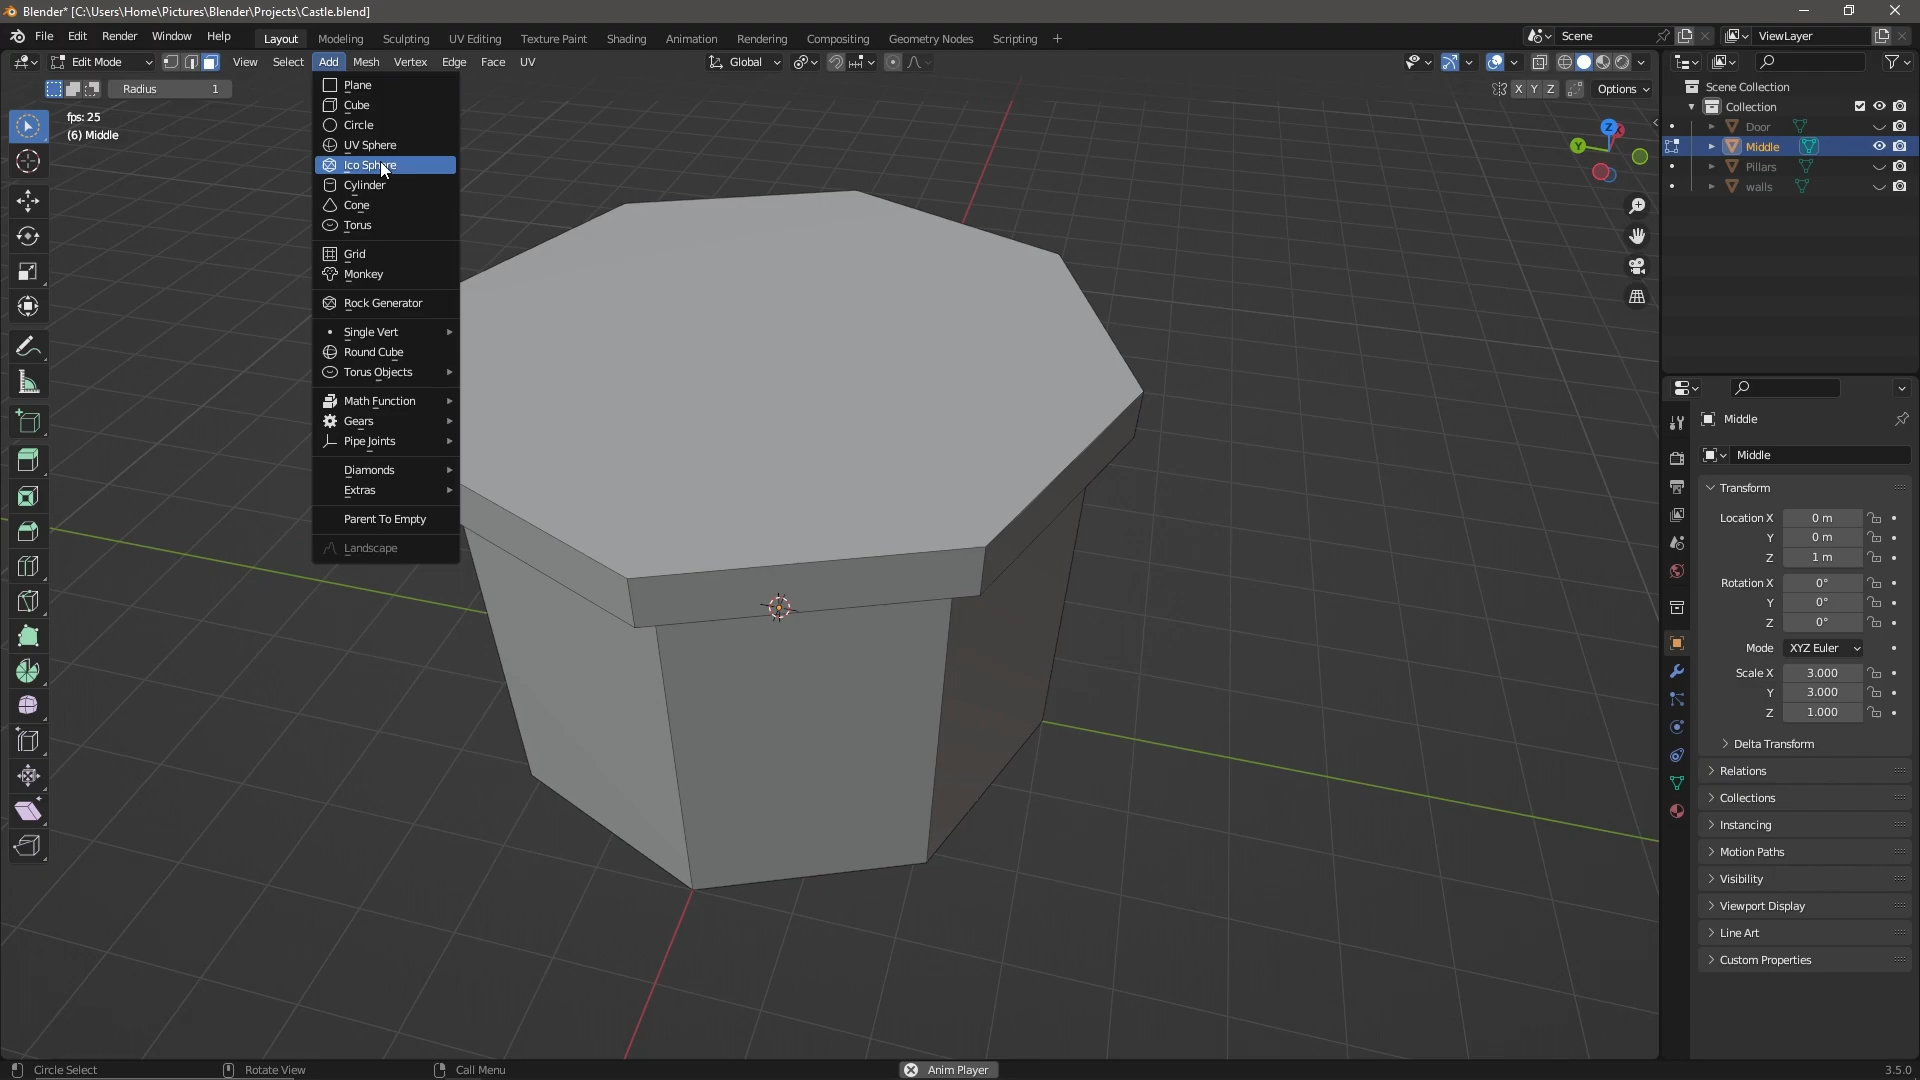 Blender* [C:\Users\Home\Pictures\Blender\Projects\Castle.blend]
File Edit Render Window Help Layout Modeling Sculpting UV Editing Texture Paint Shading Animation Rendering Compositing Geometry Nodes Scripting + Scene ViewLayer
Edit Mode View Select Add Mesh Vertex Edge Face UV Global
Radius 1 X Y Z Options
fps: 25
(6) Middle
Plane
Cube
Circle
UV Sphere
Ico Sphere
Cylinder
Cone
Torus
Grid
Monkey
Rock Generator
Single Vert
Round Cube
Torus Objects
Math Function
Gears
Pipe Joints
Diamonds
Extras
Parent To Empty
Landscape
Z
X
Y
Scene Collection
Collection
Door
Middle
Pillars
walls
Middle
Middle
Transform
Location X 0 m
Y 0 m
Z 1 m
Rotation X 0°
Y 0°
Z 0°
Mode XYZ Euler
Scale X 3.000
Y 3.000
Z 1.000
Delta Transform
Relations
Collections
Instancing
Motion Paths
Visibility
Viewport Display
Line Art
Custom Properties
Circle Select Rotate View Call Menu Anim Player 3.5.0